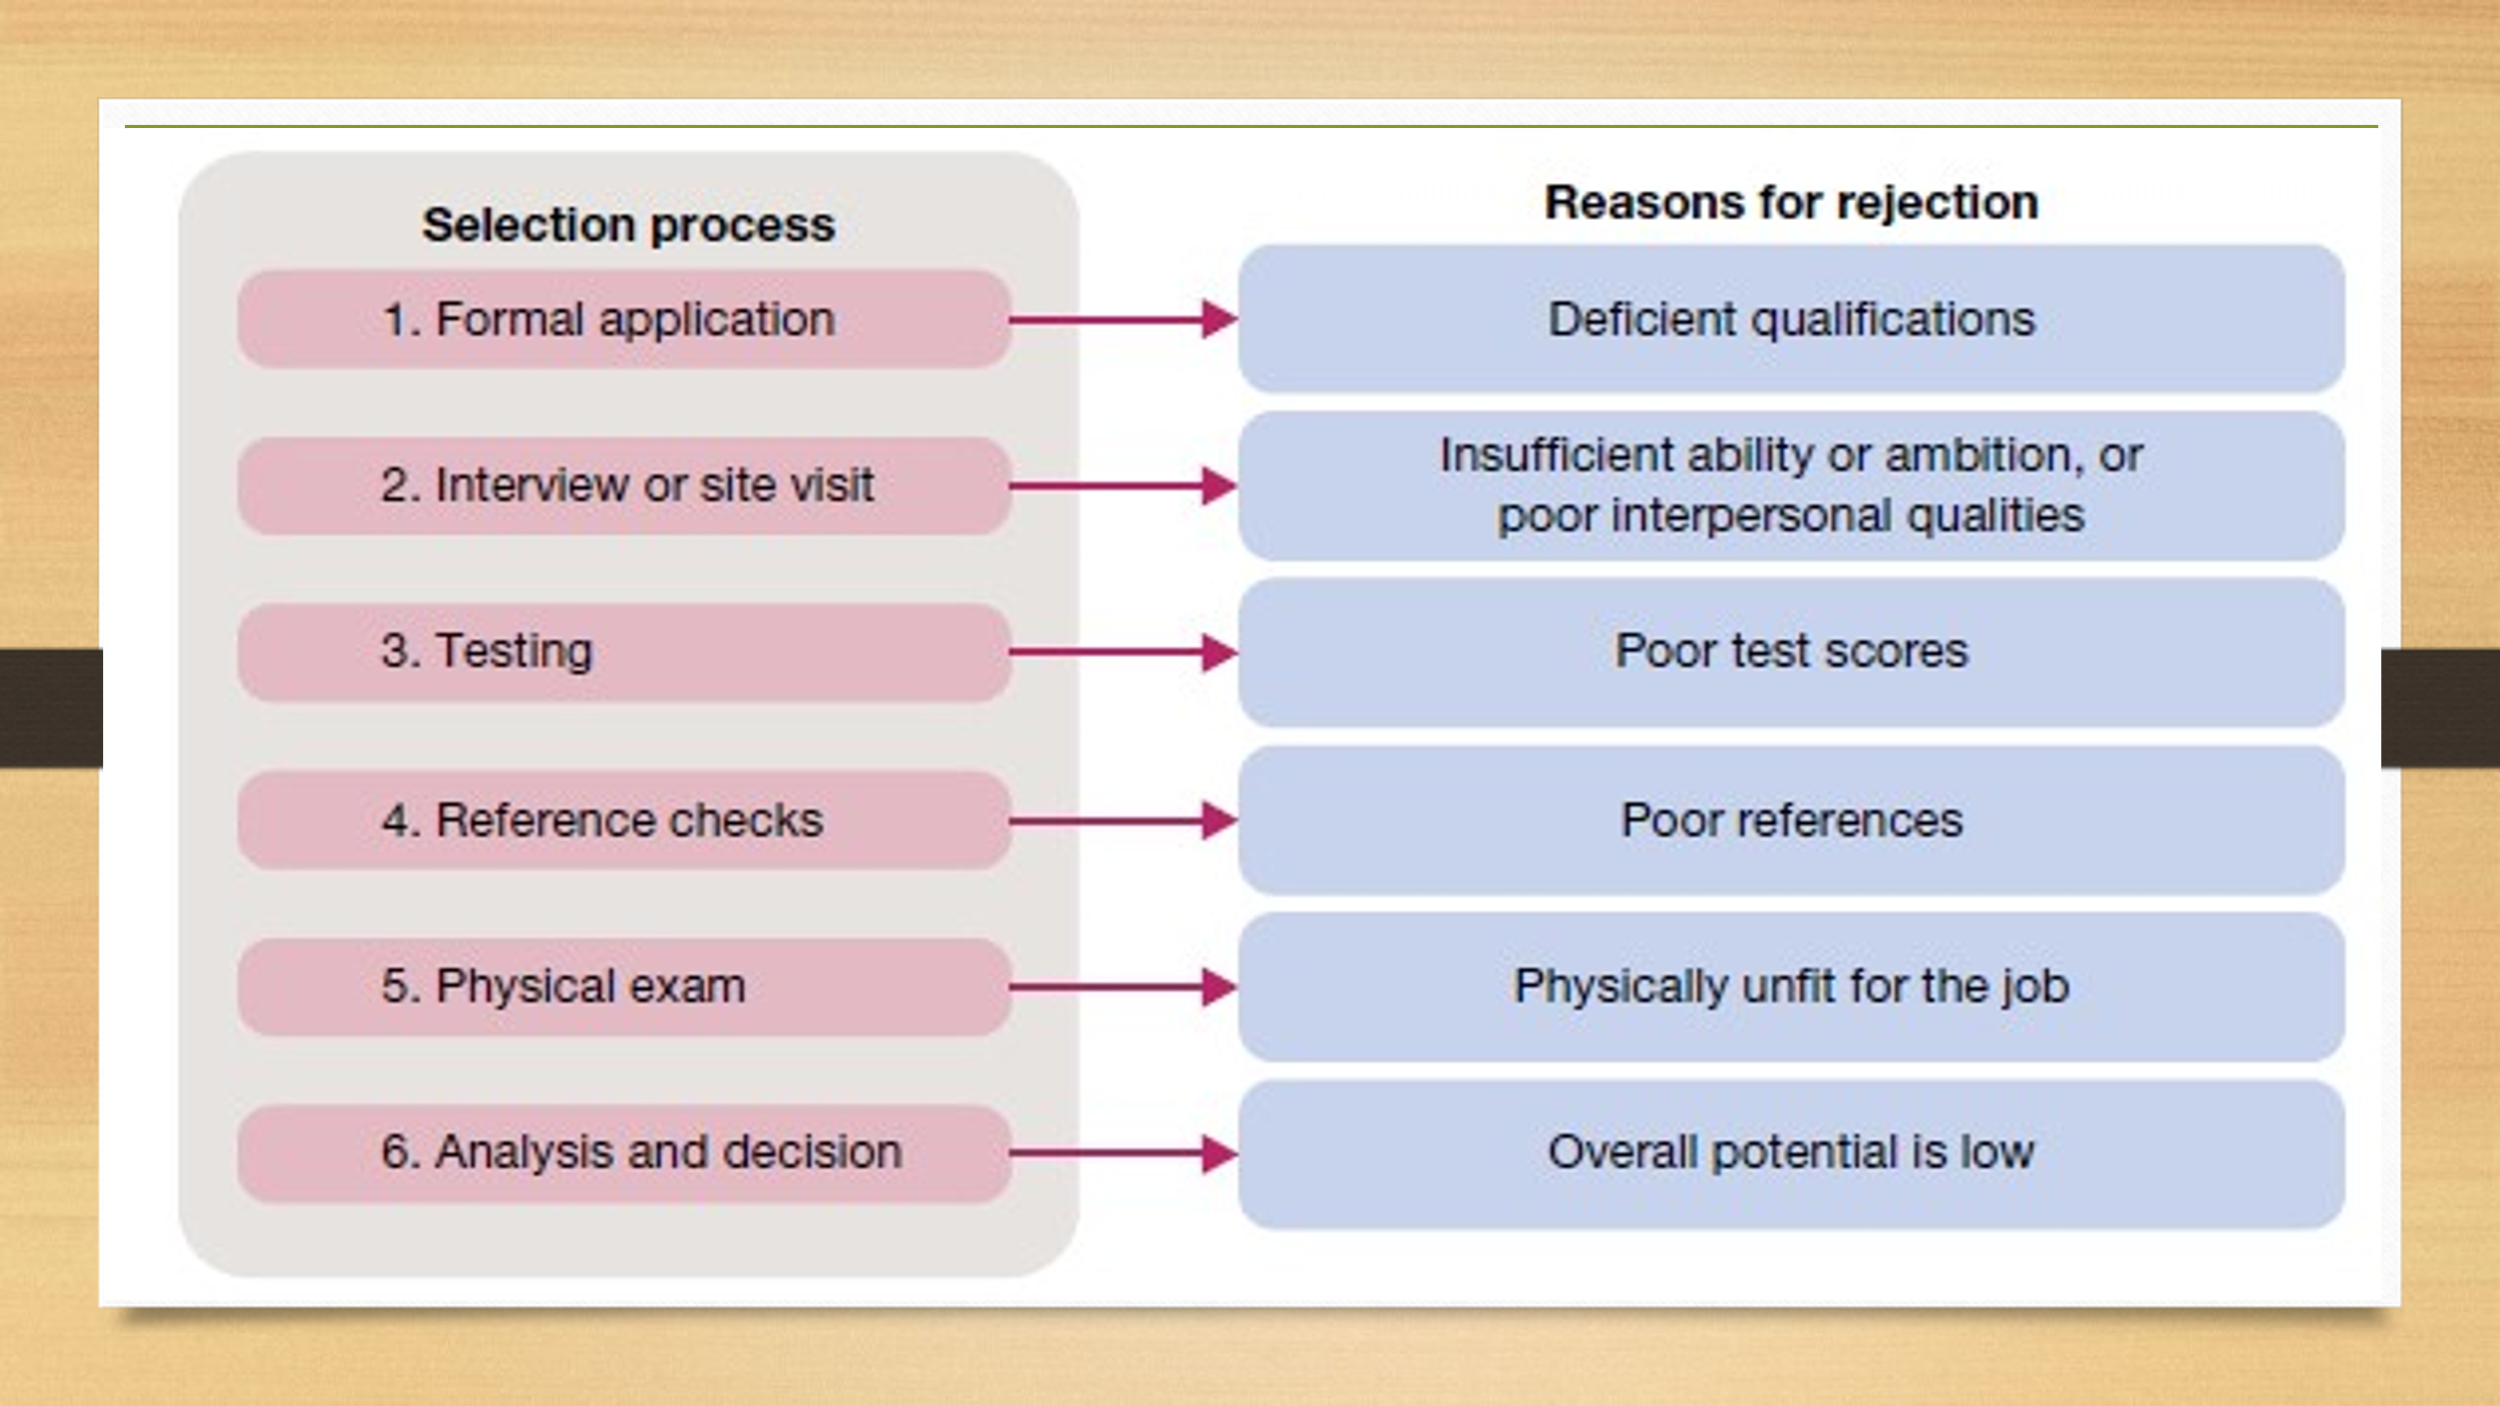 Selection process
Reasons for rejection
1. Formal application
Deficient qualifications
2. Interview or site visit
Insufficient ability or ambition, or
poor interpersonal qualities
3. Testing
Poor test scores
4. Reference checks
Poor references
5. Physical exam
Physically unfit for the job
6. Analysis and decision
Overall potential is low